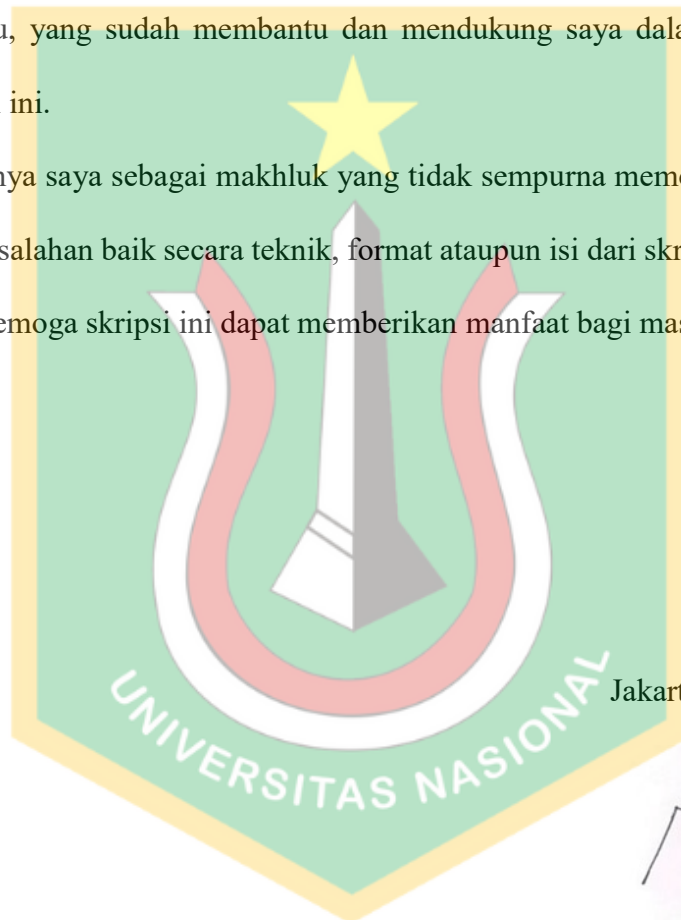 u, yang sudah membantu dan mendukung saya dala
ini.
nya saya sebagai makhluk yang tidak sempurna memo
salahan baik secara teknik, format ataupun isi dari skr
emoga skripsi ini dapat memberikan manfaat bagi mas
Jakart
UNIVERSITAS NASIONAL